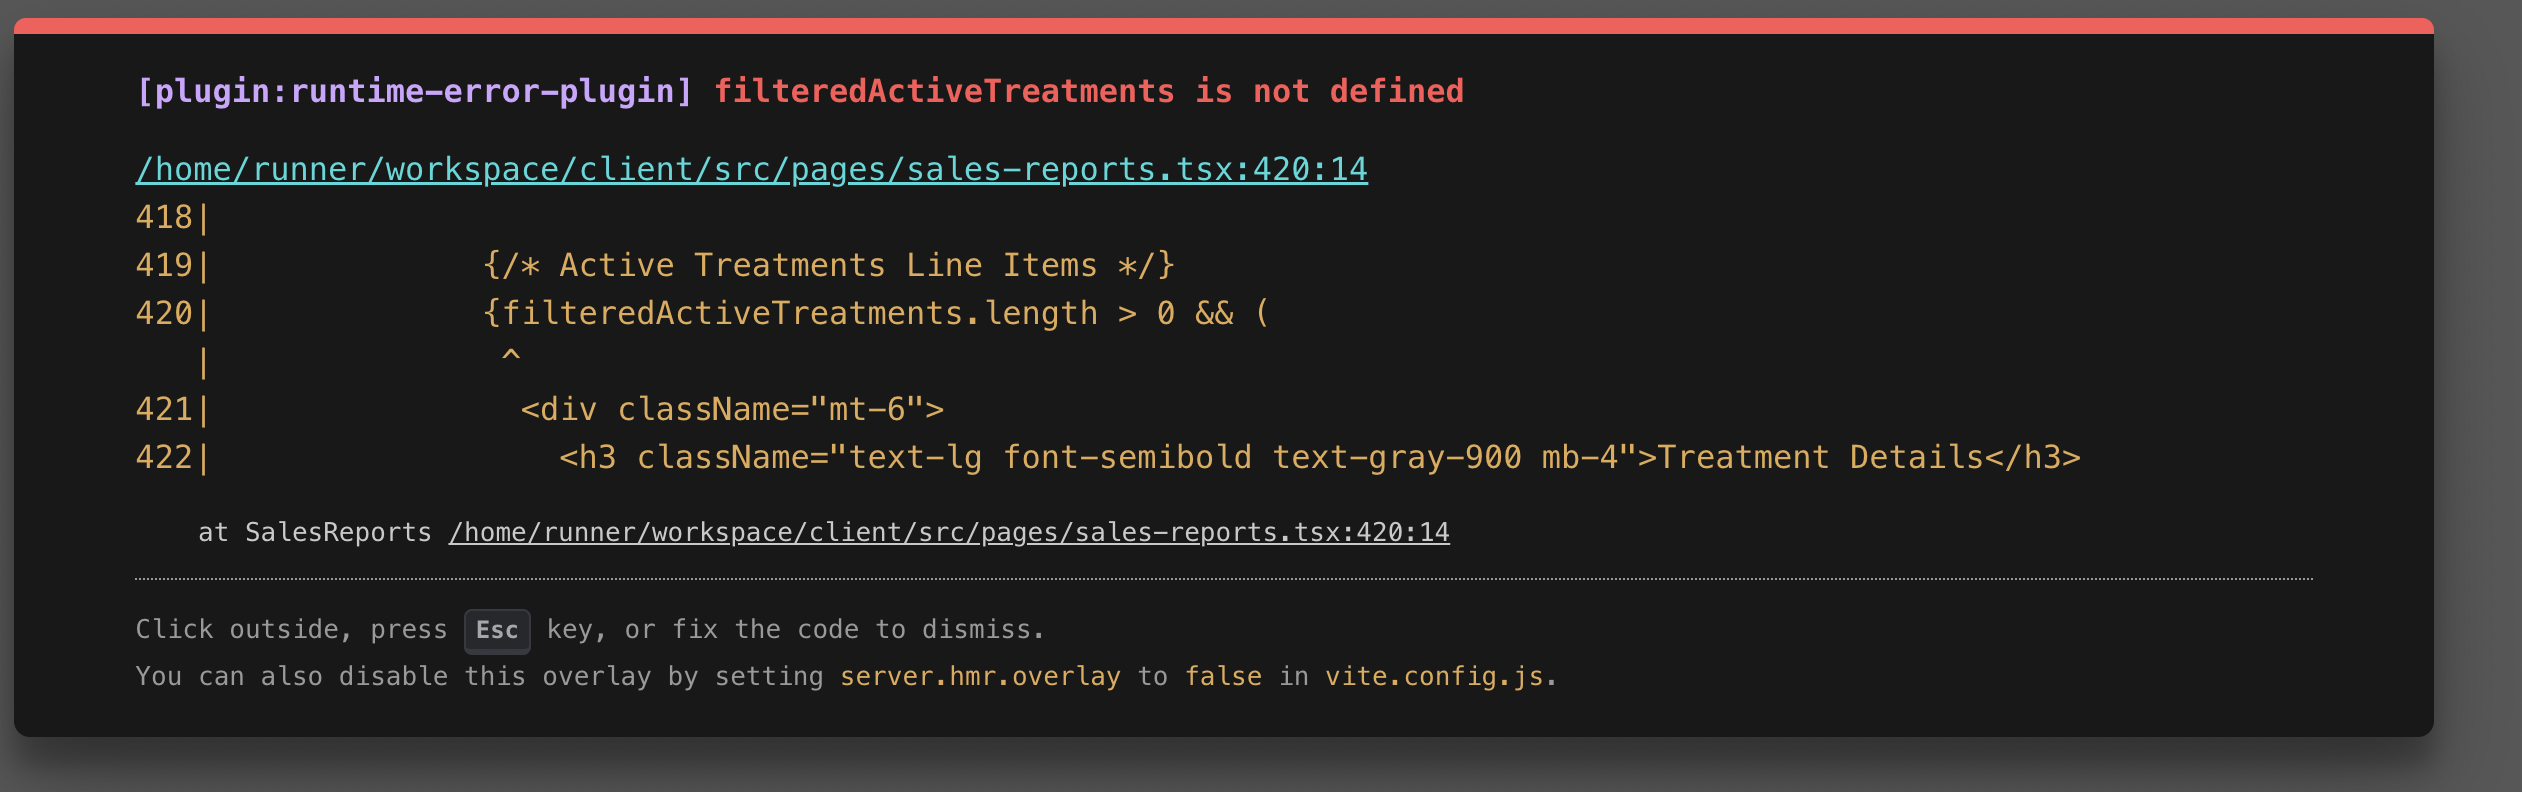 [plugin:runtime-error-plugin] filteredActiveTreatments is not defined
/home/runner/workspace/client/src/pages/sales-reports.tsx:420:14
418|
419|              {/* Active Treatments Line Items */}
420|              {filteredActiveTreatments.length > 0 && (
   |               ^
421|                <div className="mt-6">
422|                  <h3 className="text-lg font-semibold text-gray-900 mb-4">Treatment Details</h3>
at SalesReports /home/runner/workspace/client/src/pages/sales-reports.tsx:420:14
Click outside, press Esc key, or fix the code to dismiss.
You can also disable this overlay by setting server.hmr.overlay to false in vite.config.js.